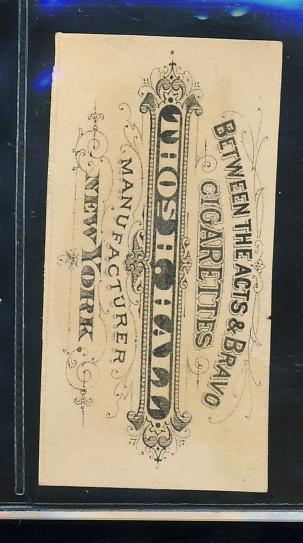 BETWEEN THE ACTS & BRAVO
CIGARETTES
THOS. H. HALL
MANUFACTURER
NEW YORK